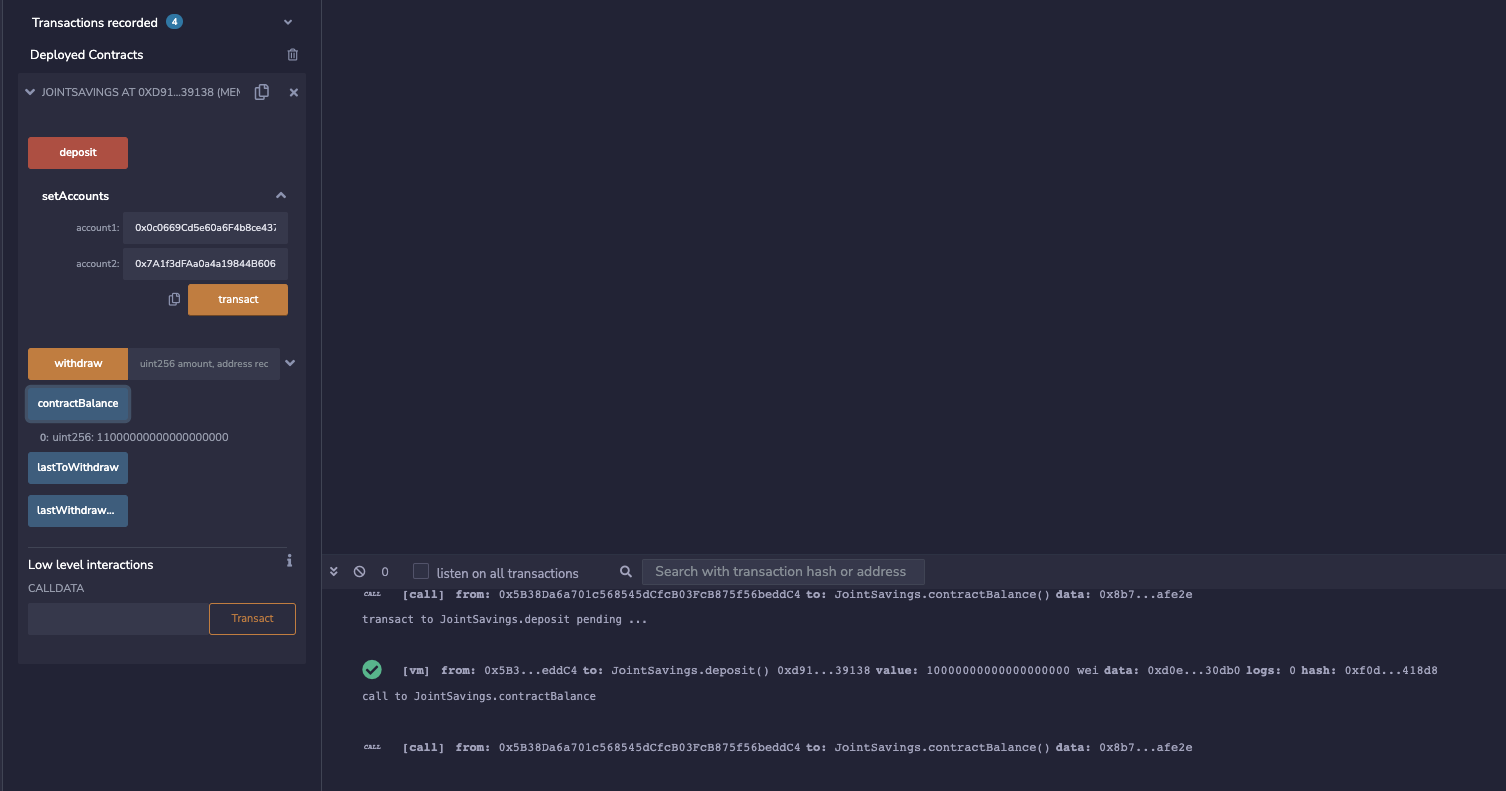 Transactions recorded 4
Deployed Contracts
JOINTSAVINGS AT 0XD91...39138 (MEM
deposit
setAccounts
account1: 0x0c0669Cd5e60a6F4b8ce437
account2: 0x7A1f3dFAa0a4a19844B606
transact
withdraw uint256 amount, address rec
contractBalance
0: uint256: 11000000000000000000
lastToWithdraw
lastWithdraw...
Low level interactions i
CALLDATA
Transact
0 listen on all transactions Search with transaction hash or address
CALL [call] from: 0x5B38Da6a701c568545dCfcB03FcB875f56beddC4 to: JointSavings.contractBalance() data: 0x8b7...afe2e
transact to JointSavings.deposit pending ...
[vm] from: 0x5B3...eddC4 to: JointSavings.deposit() 0xd91...39138 value: 10000000000000000000 wei data: 0xd0e...30db0 logs: 0 hash: 0xf0d...418d8
call to JointSavings.contractBalance
CALL [call] from: 0x5B38Da6a701c568545dCfcB03FcB875f56beddC4 to: JointSavings.contractBalance() data: 0x8b7...afe2e